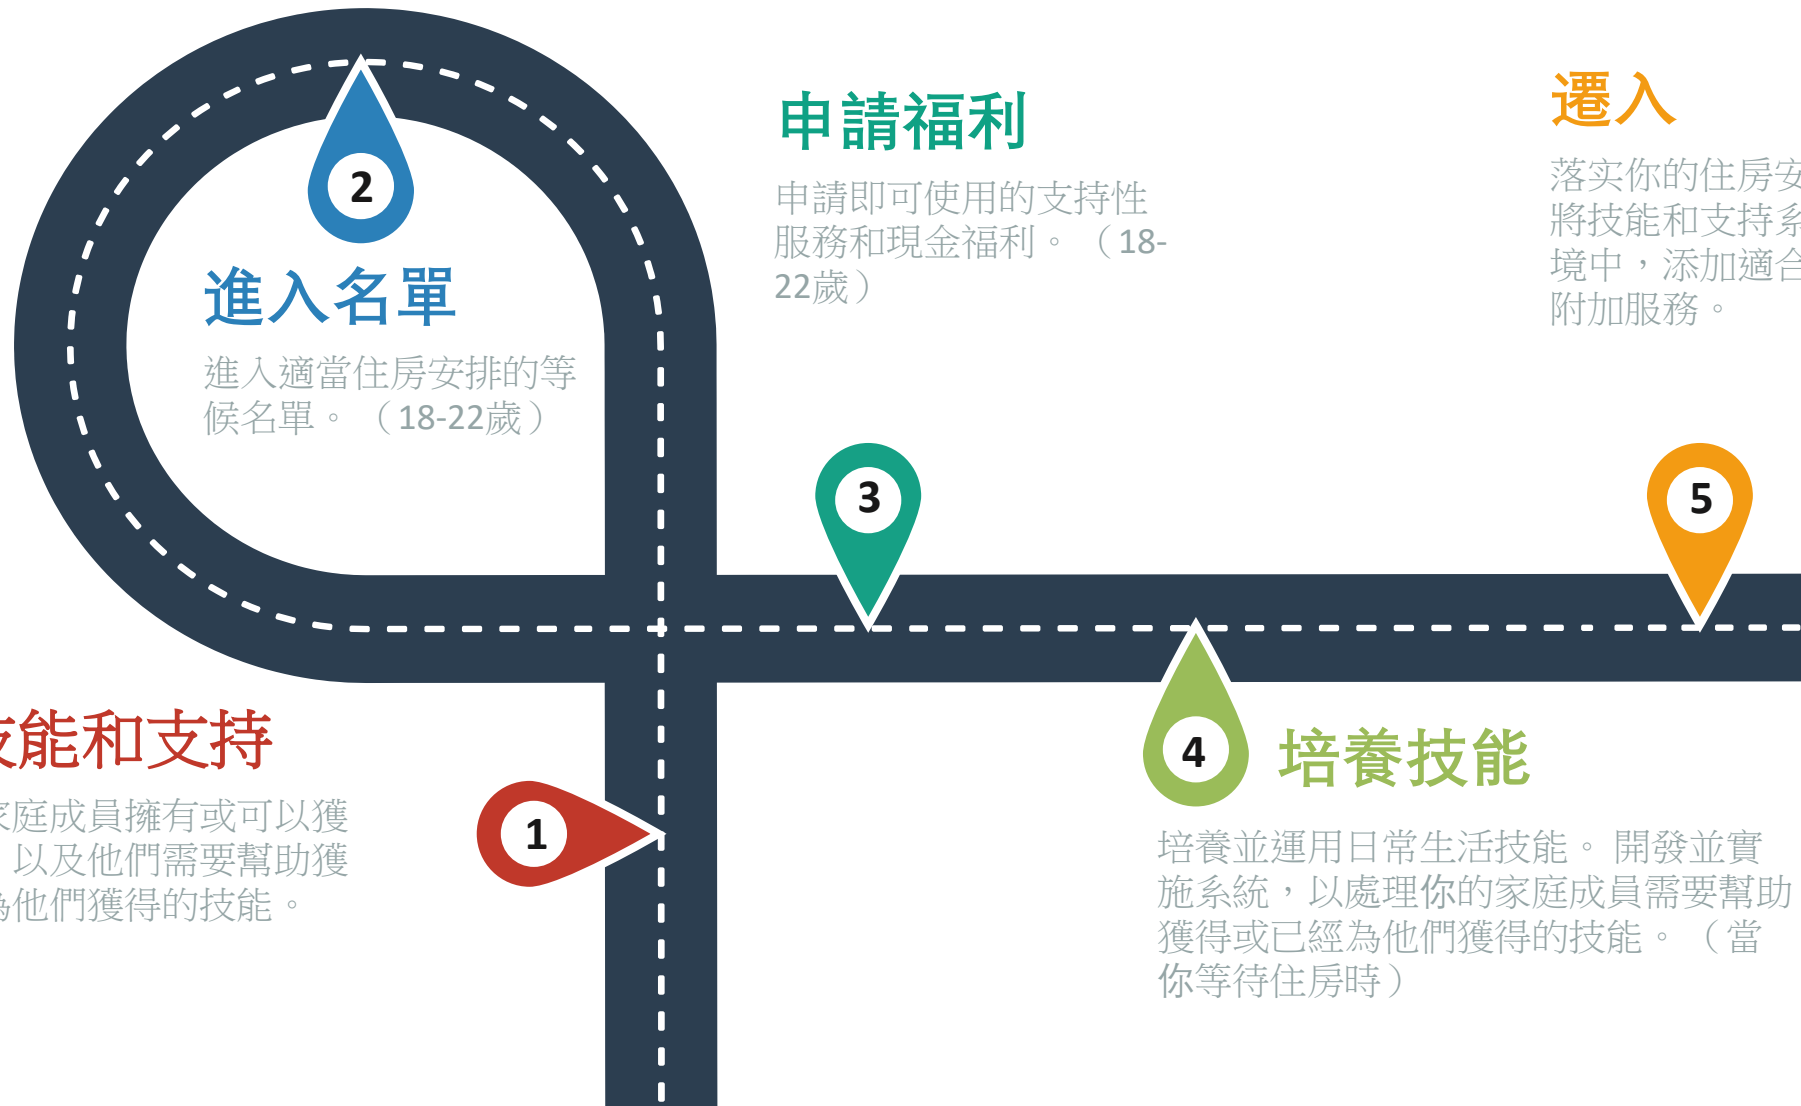 2
進入名單
進入適當住房安排的等
候名單。（18-22歲）
申請福利
申請即可使用的支持性
服務和現金福利。（18-
22歲）
遷入
落实你的住房安
將技能和支持系
境中，添加適合
附加服務。
3
5
技能和支持
家庭成員擁有或可以獲
，以及他們需要幫助獲
為他們獲得的技能。
1
4
培養技能
培養並運用日常生活技能。 開發並實
施系統，以處理你的家庭成員需要幫助
獲得或已經為他們獲得的技能。（當
你等待住房時）